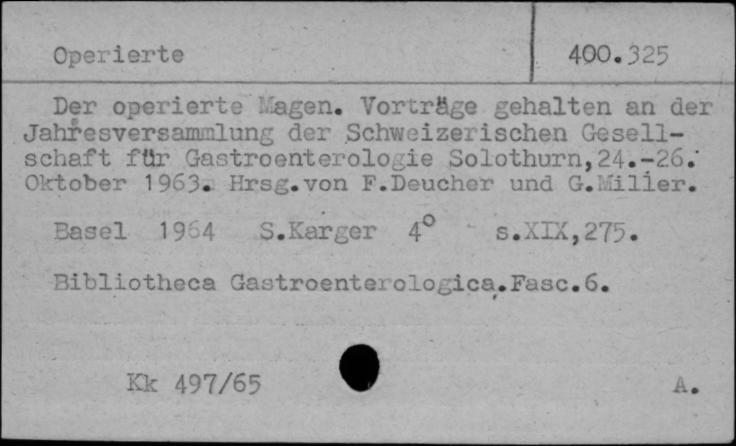 Operierte 400.325
Der operierte Magen. Vorträge gehalten an der
Jahresversammlung der Schweizerischen Gesell-
schaft für Gastroenterologie Solothurn,24.-26.
Oktober 1963. Hrsg.von F.Deucher und G.Miller.
Basel 1964 S.Karger 4° s.XIX,275.
Bibliotheca Gastroenterologica.Fasc.6.
Kk 497/65 A.